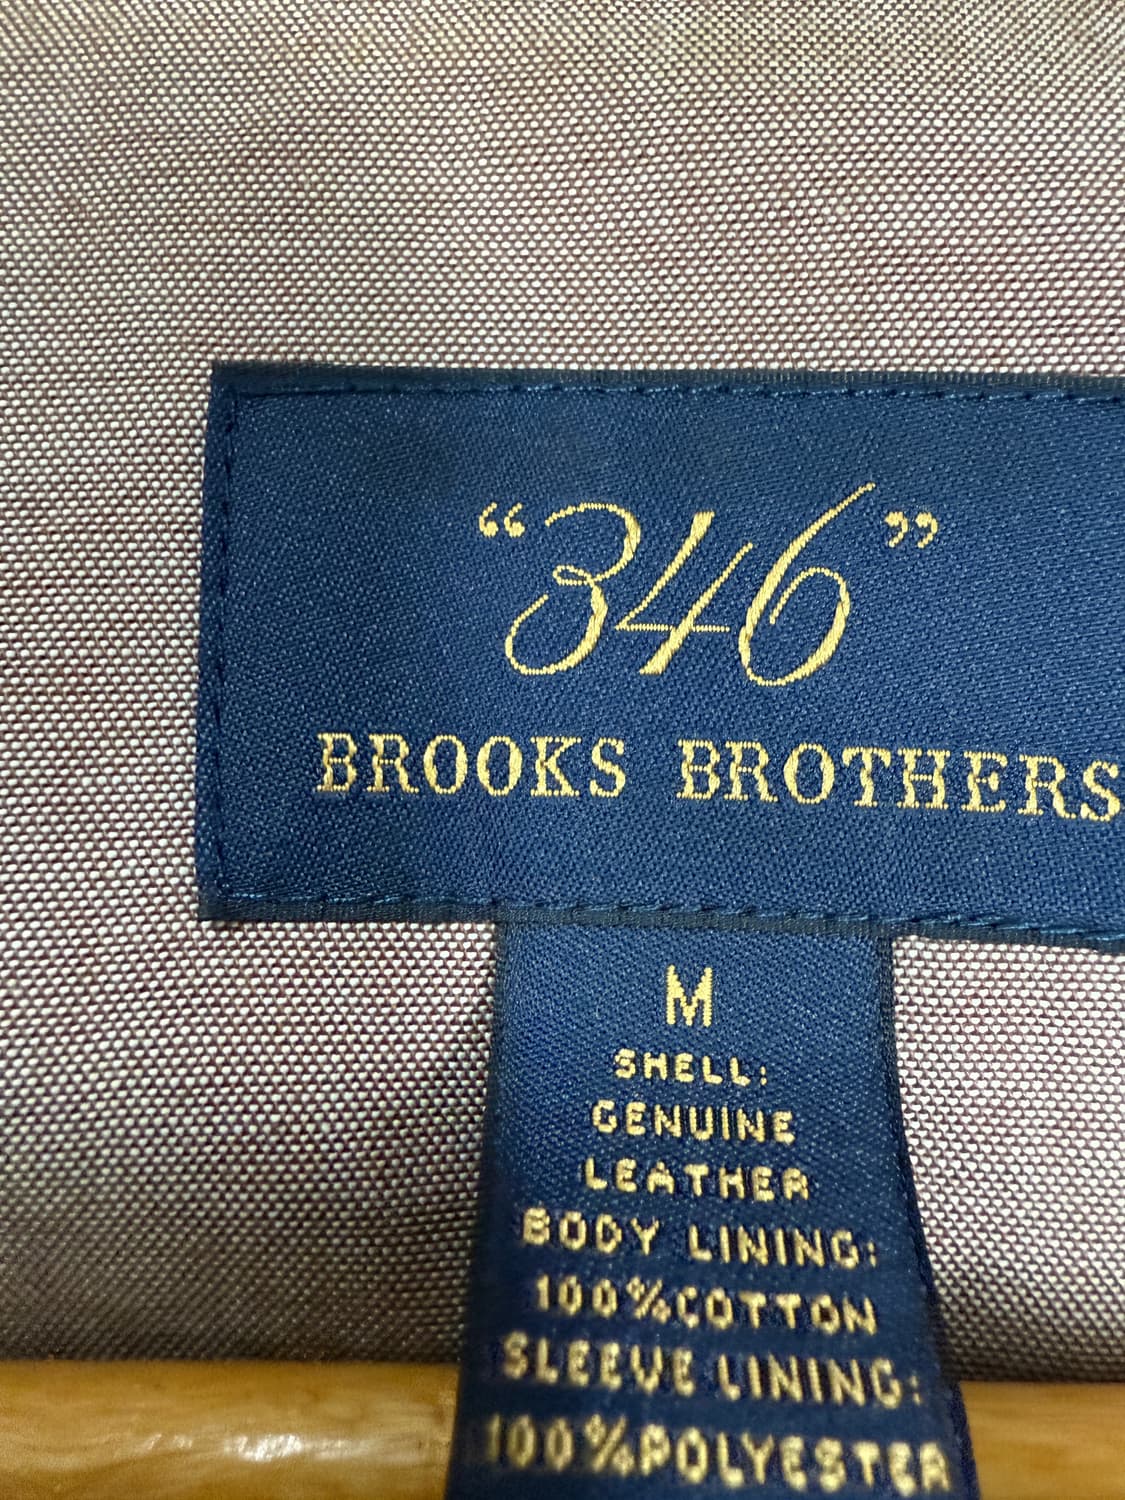 “346”
BROOKS BROTHERS
M
SHELL:
GENUINE
LEATHER
BODY LINING:
100%COTTON
SLEEVE LINING:
100%POLYESTER